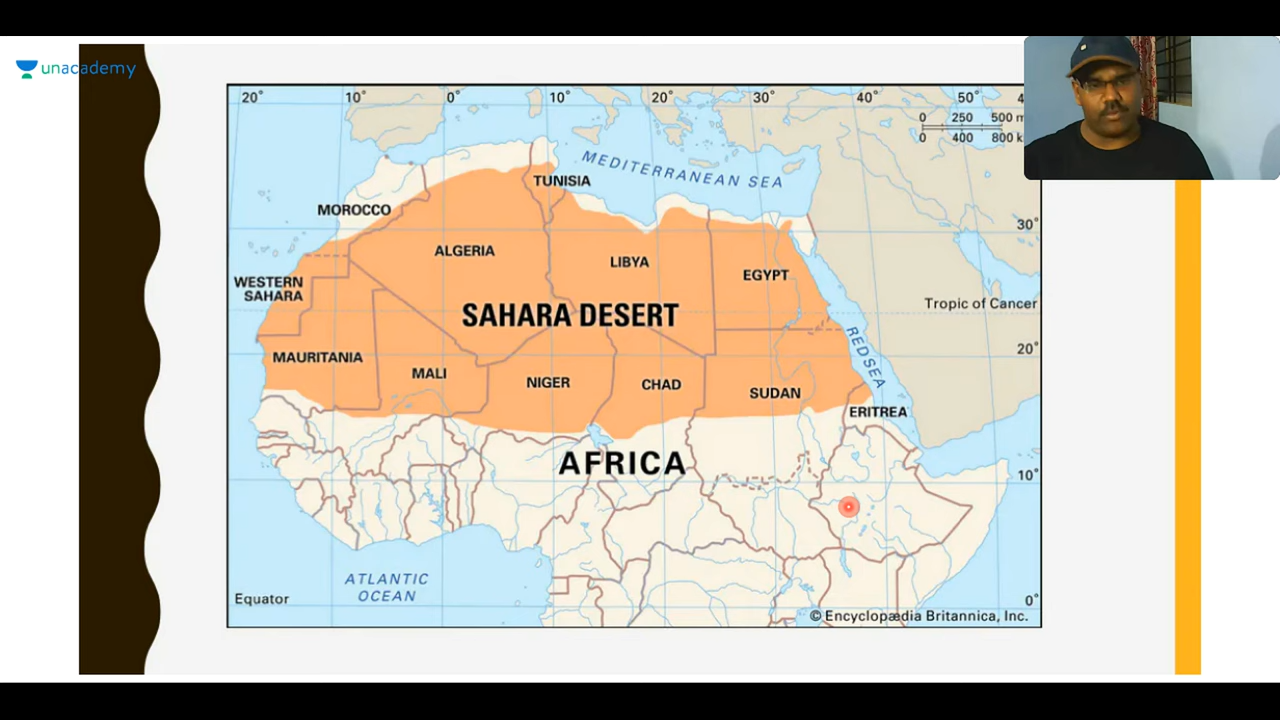 unacademy
20° 10° 0° 10° 20° 30° 40° 50° 4
0 250 500 m
0 400 800 k
MEDITERRANEAN SEA
TUNISIA
MOROCCO
30°
ALGERIA
LIBYA
EGYPT
WESTERN
SAHARA
Tropic of Cancer
SAHARA DESERT
RED SEA
20°
MAURITANIA
MALI
NIGER
CHAD
SUDAN
ERITREA
AFRICA
10°
ATLANTIC
OCEAN
Equator
0°
© Encyclopædia Britannica, Inc.